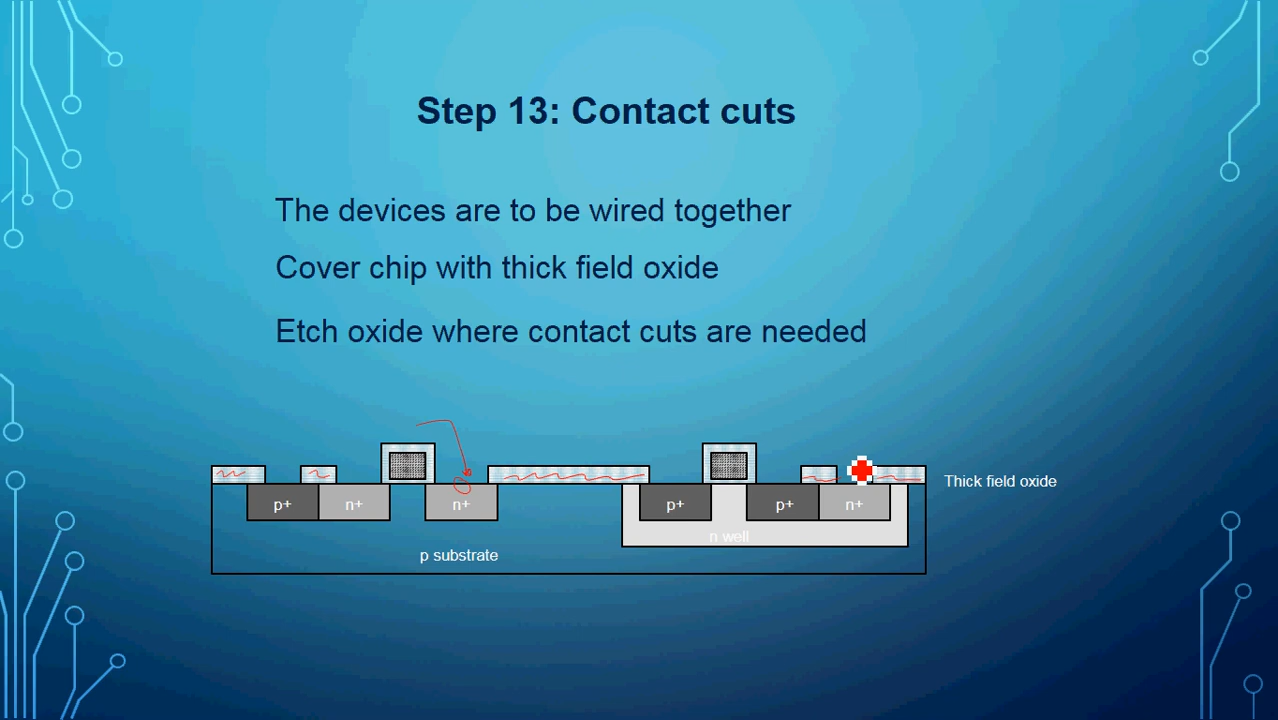 Step 13: Contact cuts
The devices are to be wired together
Cover chip with thick field oxide
Etch oxide where contact cuts are needed
Thick field oxide
p+ n+ n+ p+ p+ n+
n well
p substrate